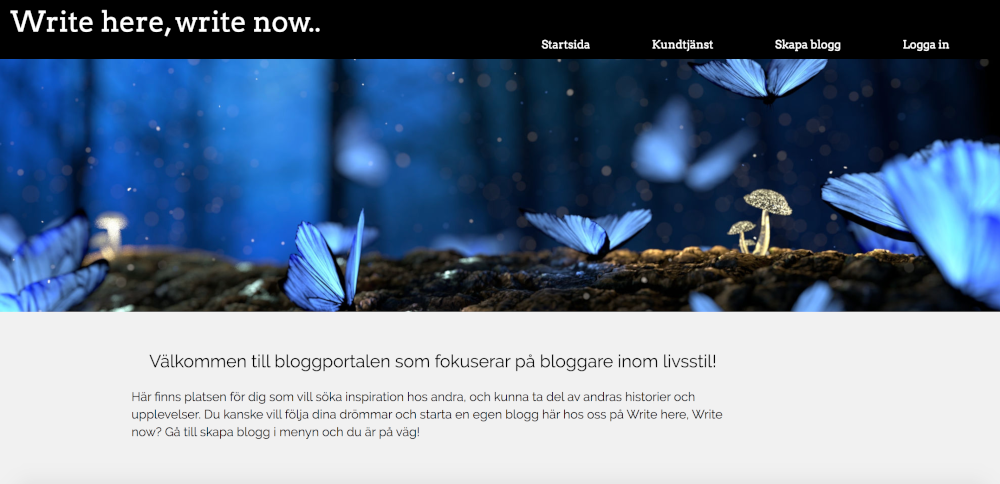 Write here, write now..
Startsida Kundtjänst Skapa blogg Logga in
Välkommen till bloggportalen som fokuserar på bloggare inom livsstil!
Här finns platsen för dig som vill söka inspiration hos andra, och kunna ta del av andras historier och
upplevelser. Du kanske vill följa dina drömmar och starta en egen blogg här hos oss på Write here, Write
now? Gå till skapa blogg i menyn och du är på väg!